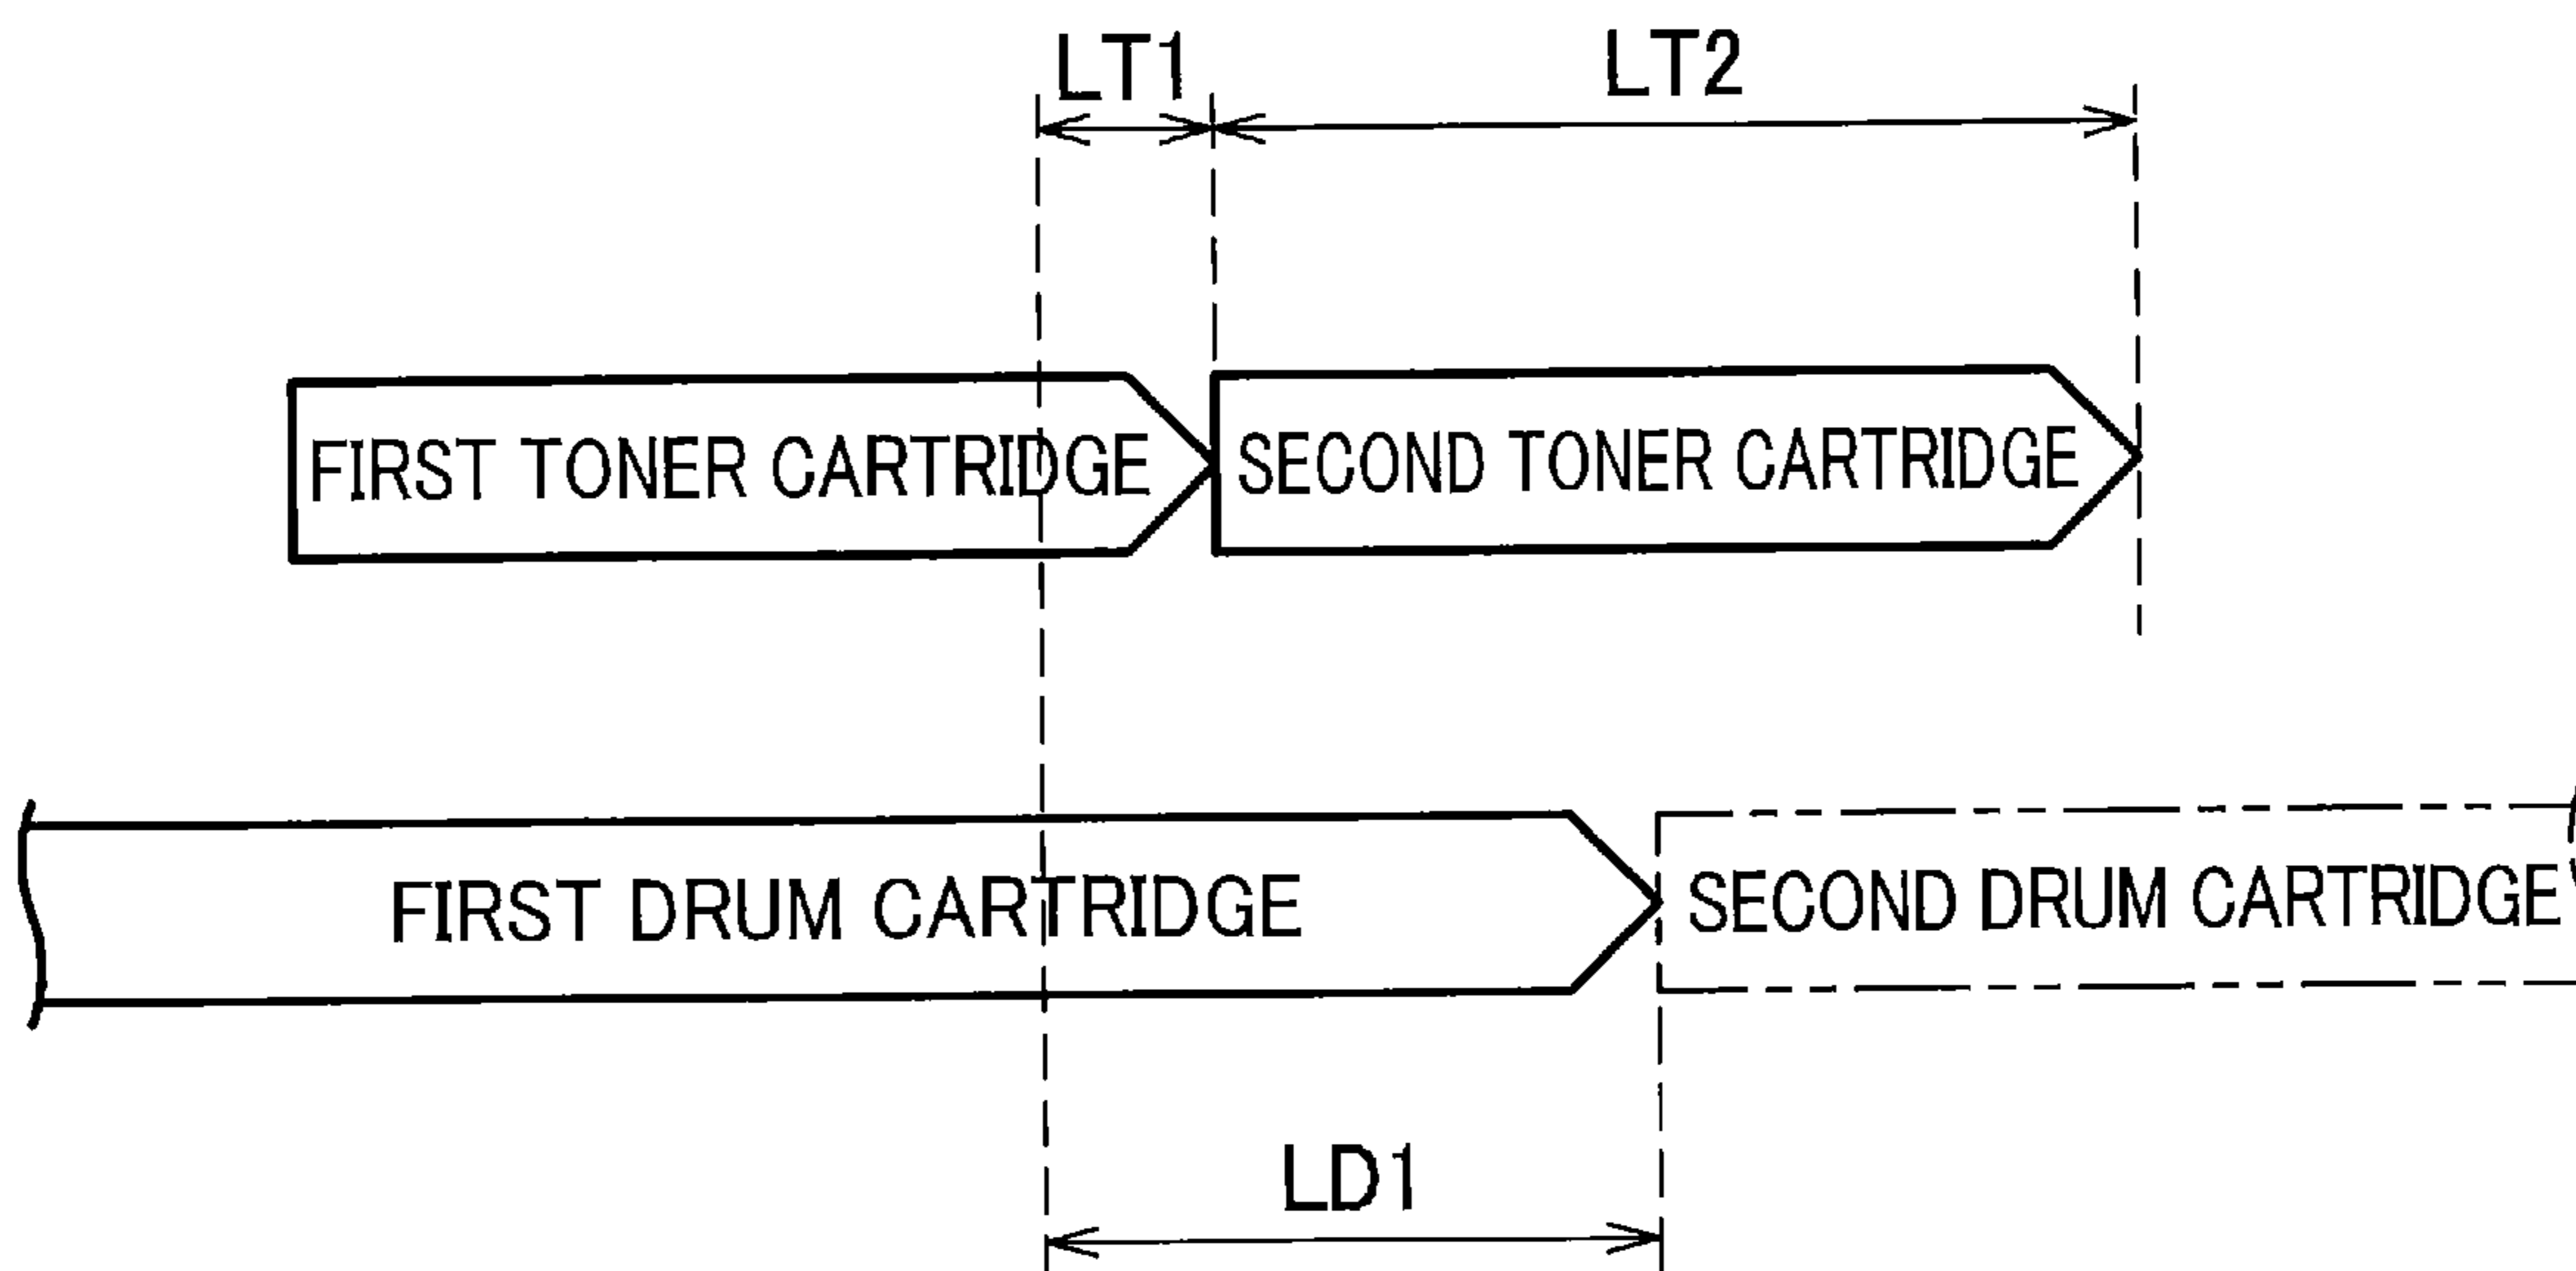 LT1 LT2
FIRST TONER CARTRIDGE SECOND TONER CARTRIDGE
FIRST DRUM CARTRIDGE SECOND DRUM CARTRIDGE
LD1